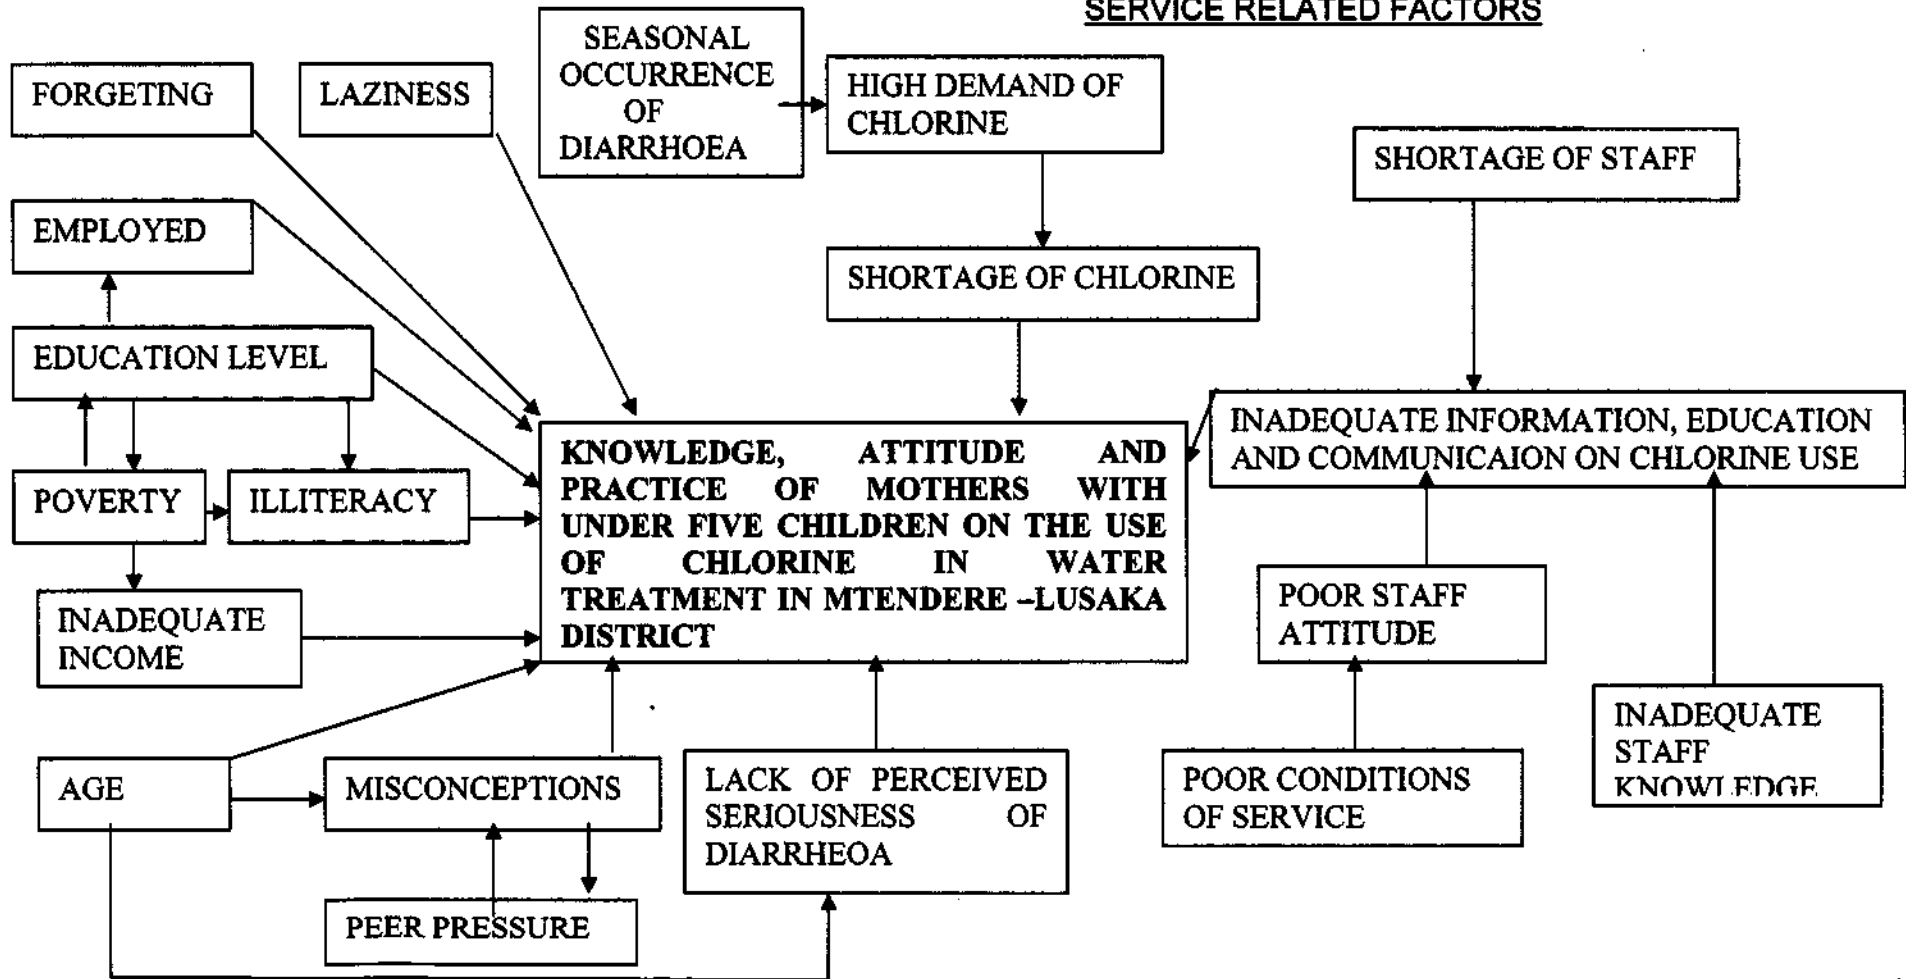 SERVICE RELATED FACTORS
SEASONAL
OCCURRENCE
OF
DIARRHOEA
FORGETING
LAZINESS
HIGH DEMAND OF
CHLORINE
SHORTAGE OF STAFF
EMPLOYED
SHORTAGE OF CHLORINE
EDUCATION LEVEL
INADEQUATE INFORMATION, EDUCATION
AND COMMUNICAION ON CHLORINE USE
KNOWLEDGE, ATTITUDE AND
PRACTICE OF MOTHERS WITH
UNDER FIVE CHILDREN ON THE USE
OF CHLORINE IN WATER
TREATMENT IN MTENDERE –LUSAKA
DISTRICT
POVERTY
ILLITERACY
INADEQUATE
INCOME
POOR STAFF
ATTITUDE
INADEQUATE
STAFF
KNOWLEDGE
AGE
MISCONCEPTIONS
LACK OF PERCEIVED
SERIOUSNESS OF
DIARRHEOA
POOR CONDITIONS
OF SERVICE
PEER PRESSURE